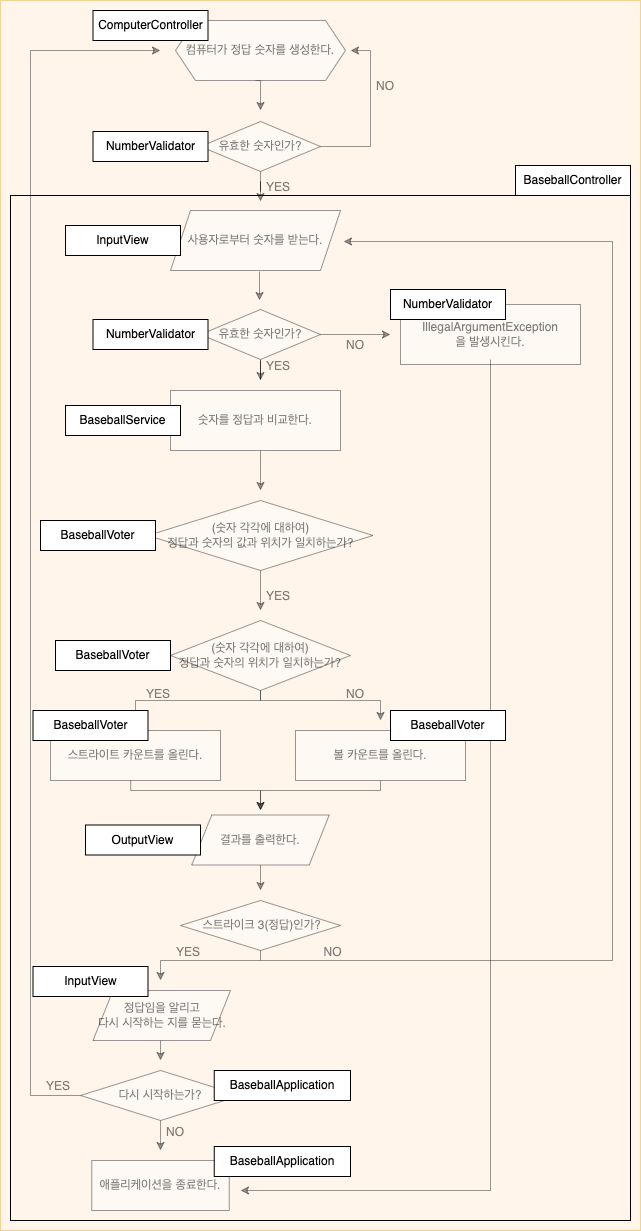 ComputerController
컴퓨터가 정답 숫자를 생성한다.
NO
NumberValidator
유효한 숫자인가?
YES
BaseballController
InputView
사용자로부터 숫자를 받는다.
NumberValidator
NumberValidator
유효한 숫자인가?
IllegalArgumentException
을 발생시킨다.
NO
YES
BaseballService
숫자를 정답과 비교한다.
BaseballVoter
(숫자 각각에 대하여)
정답과 숫자의 값과 위치가 일치하는가?
YES
BaseballVoter
(숫자 각각에 대하여)
정답과 숫자의 위치가 일치하는가?
YES
NO
BaseballVoter
BaseballVoter
스트라이트 카운트를 올린다.
볼 카운트를 올린다.
OutputView
결과를 출력한다.
스트라이크 3(정답)인가?
YES
NO
InputView
정답임을 알리고
다시 시작하는 지를 묻는다.
YES
다시 시작하는가?
BaseballApplication
NO
BaseballApplication
애플리케이션을 종료한다.